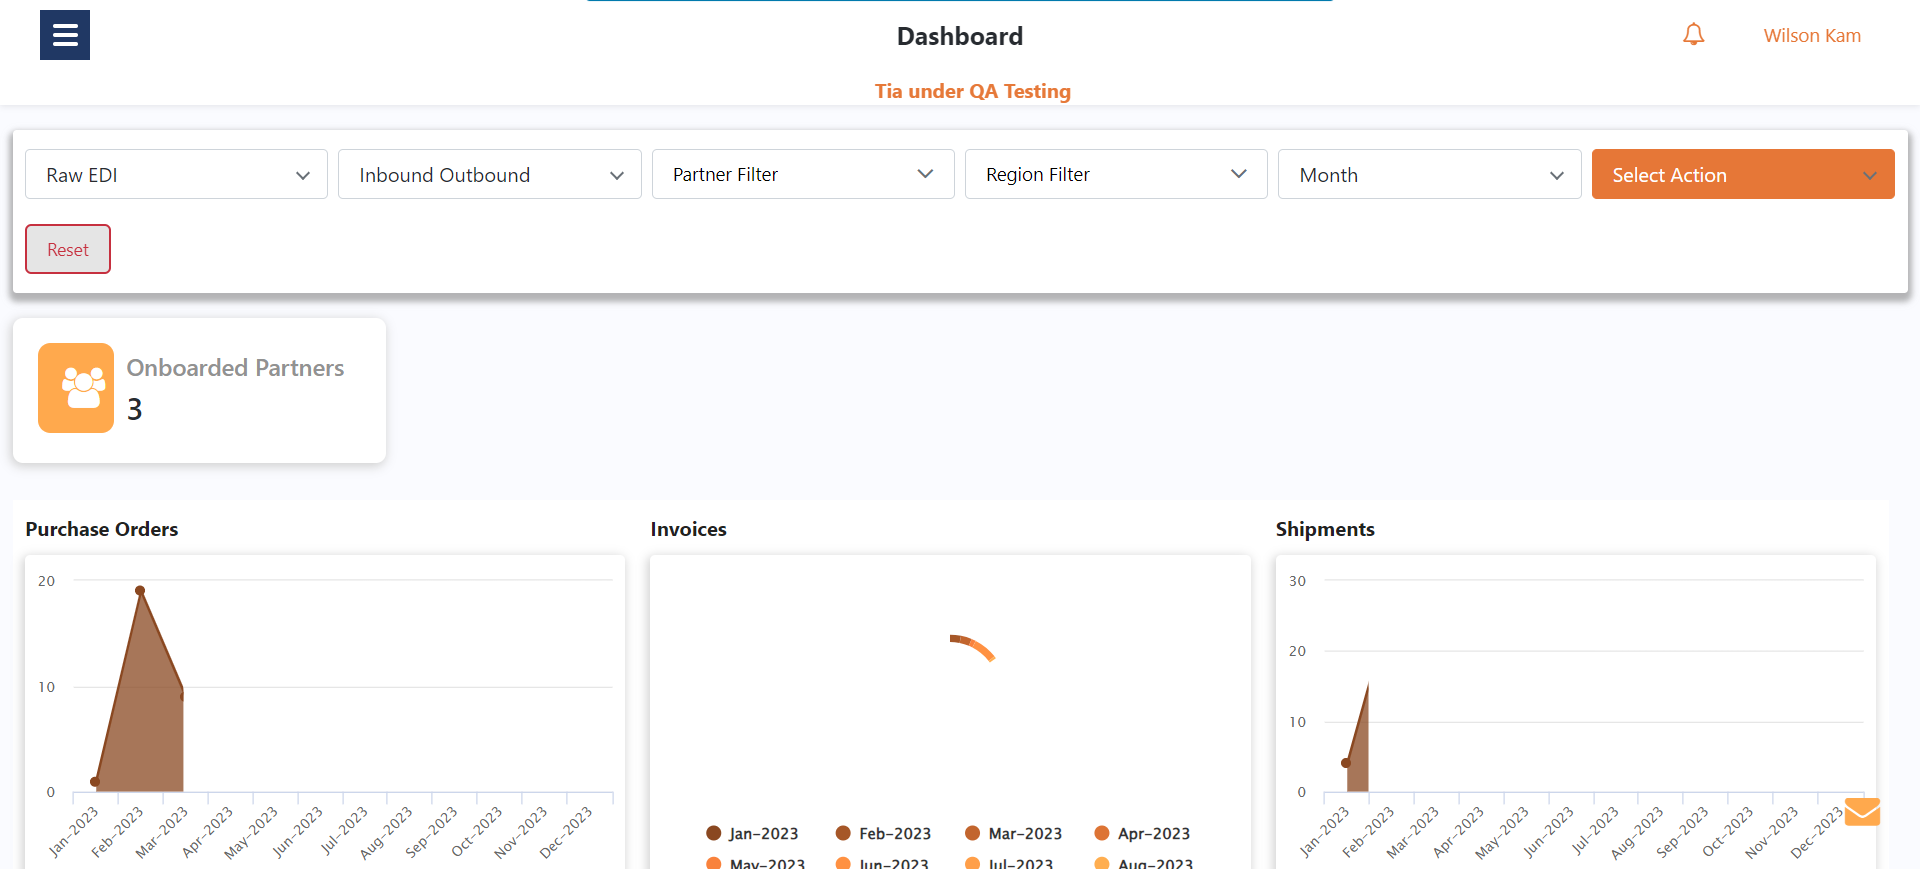 Dashboard
Wilson Kam
Tia under QA Testing
Raw EDI
Inbound Outbound
Partner Filter
Region Filter
Month
Select Action
Reset
Onboarded Partners
3
Purchase Orders
20
10
0
Jan-2023
Feb-2023
Mar-2023
Apr-2023
May-2023
Jun-2023
Jul-2023
Aug-2023
Sep-2023
Oct-2023
Nov-2023
Dec-2023
Invoices
Jan-2023 Feb-2023 Mar-2023 Apr-2023
May-2023 Jun-2023 Jul-2023 Aug-2023
Shipments
30
20
10
0
Jan-2023
Feb-2023
Mar-2023
Apr-2023
May-2023
Jun-2023
Jul-2023
Aug-2023
Sep-2023
Oct-2023
Nov-2023
Dec-2023